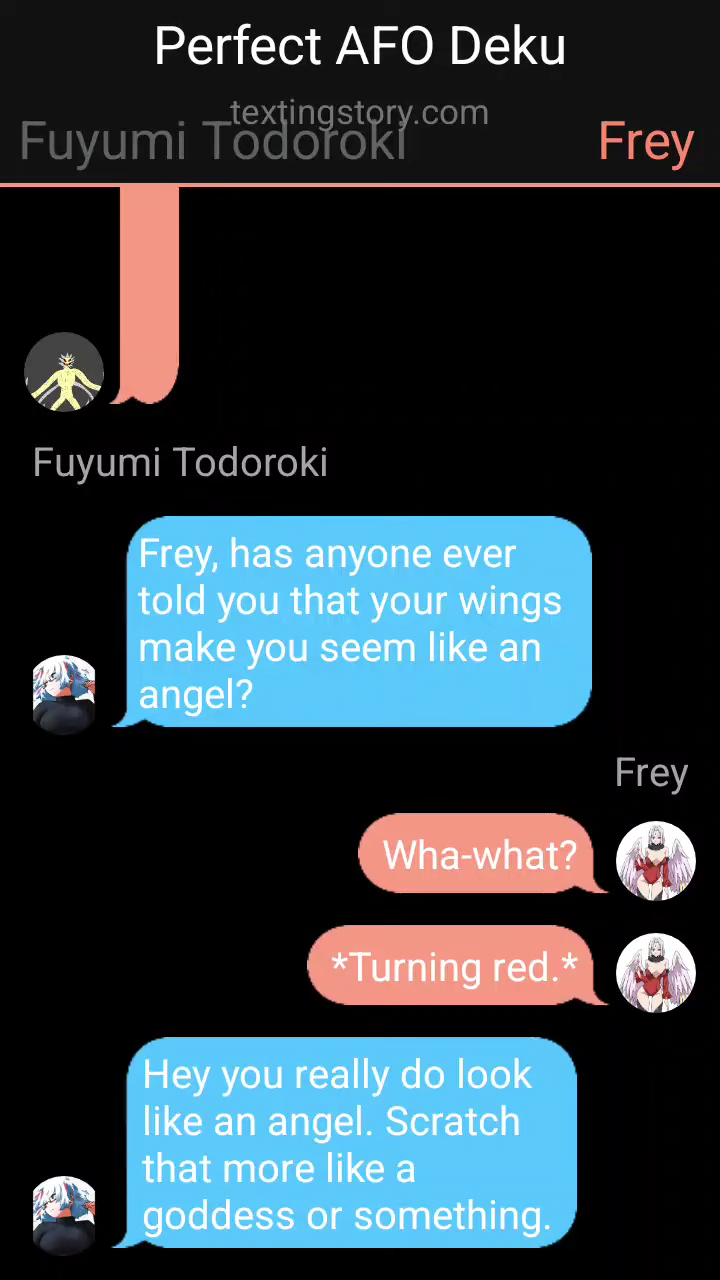 Perfect AFO Deku
textingstory.com
Fuyumi Todoroki
Frey
Fuyumi Todoroki
Frey, has anyone ever
told you that your wings
make you seem like an
angel?
Frey
Wha-what?
*Turning red.*
Hey you really do look
like an angel. Scratch
that more like a
goddess or something.